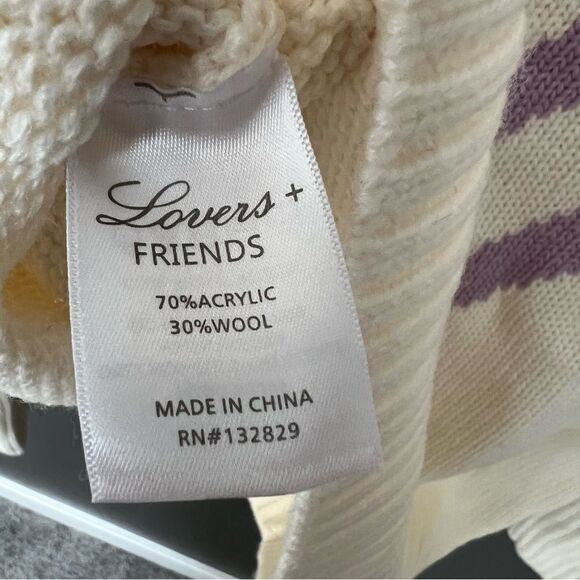 Lovers +
FRIENDS
70%ACRYLIC
30%WOOL
MADE IN CHINA
RN#132829